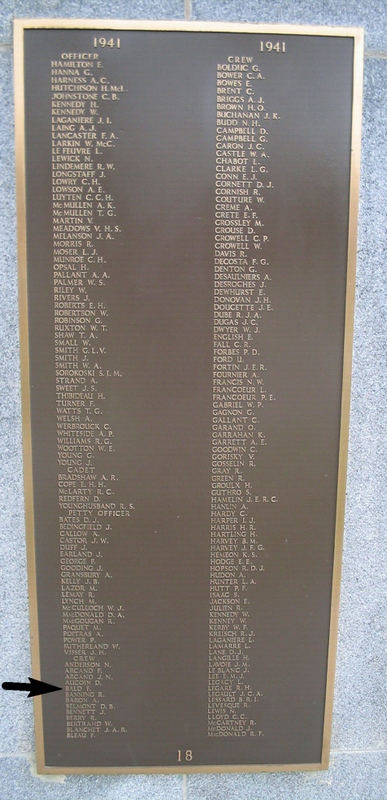 1941
OFFICER
HAMILTON E.
HANNA G.
HARNESS A. C.
HUTCHISON H. McL.
JOHNSTONE C. B.
KENNEDY H.
KENNEDY W.
LAGANIERE J. I.
LAING A. J.
LANCASTER F. A.
LARKIN W. McC.
LE FEUVRE L.
LEWICK N.
LINDEMERE R. W.
LONGSTAFF J.
LOWRY C. H.
LOWSON A. E.
LUYTEN C. C. H.
McMULLEN A. K.
McMULLEN T. G.
MARTIN V.
MEADOWS V. H. S.
MELANSON J. A.
MORRIS R.
MOSER L. J.
MUNROE C. H.
OPSAL H.
PALLANT A. A.
PALMER W. S.
RILEY W.
RIVERS J.
ROBERTS E. H.
ROBERTSON W.
ROBINSON G.
RUXTON W. T.
SHAW T. A.
SMALL W.
SMITH G. L. V.
SMITH J.
SMITH W. A.
SOROKOSKI S. I. M.
STRAND A.
SWEET J. S.
THIBIDEAU H.
TURNER F.
WATTS T. G.
WELSH A.
WERBROUCK C.
WHITESIDE A. P.
WILLIAMS R. G.
WOOTTON W. E.
YOUNG G.
YOUNG J.
CADET
BRADSHAW A. R.
COPE E. H. H.
McLARTY R. C.
REDFERN D.
YOUNGHUSBAND R. S.
PETTY OFFICER
BATES D. J.
BEDINGFIELD J.
CALLOW A.
CASTOR J. W.
DUFF J.
EARLAND J.
GEORGE F.
GOODING J.
GRANSBURY A.
KELLY J. B.
LAZOR M.
LEMAY R.
LYNCH M.
McCULLOCH W. J.
McDONALD D. A.
McGOUGAN R.
PAQUET M.
POITRAS A.
POWER P.
SUTHERLAND W.
VISSER J. H.
CREW
ANDERSON N.
ARCAND F.
ARCAND J. N.
AUCOIN D.
BALD F.
BANNING R.
BARON A.
BELMONT D. B.
BENNETT J.
BERRY R.
BERTRAND W.
BLANCHET J. A. R.
BLEAU F.
1941
CREW
BOLDUC G.
BOWER C. A.
BOWES E.
BRENT C.
BRIGGS A. J.
BROWN H. O.
BUCHANAN J. K.
BUDD N. H.
CAMPBELL D.
CAMPBELL G.
CARON J. C.
CASTLE W. A.
CHABOT L.
CLARKE L. G.
CONN E. J.
CORNETT D. J.
CORNISH R.
COUTURE W.
CREME A.
CRETE E. F.
CROSSLEY M.
CROUSE D.
CROWELL C. P.
CROWELL W.
DAVIS R.
DECOSTA F. G.
DENTON G.
DESAULNIERS A.
DESROCHES J.
DEWHURST E.
DONOVAN J. H.
DOUCETTE J. E.
DUBE R. J. A.
DUGAS J. C.
DWYER W. J.
ENGLISH E.
FALL C. R.
FORBES P. D.
FORD U.
FORTIN J. E. R.
FOURNIER A.
FRANCIS N. W.
FRANCOEUR L.
FRANCOEUR P. E.
GABRIEL W. P.
GAGNON G.
GALLANT C.
GARAND O.
GARRAHAN K.
GARRETT A. E.
GOODWIN C.
GORISKY V.
GOSSELIN R.
GRAY R.
GREEN R.
GROULX H.
GUTHRO S.
HAMELIN J. E. R. C.
HANLIN A.
HARDY C.
HARPER I. J.
HARRIS H. R.
HARTLING H.
HARVEY B. M.
HARVEY J. F. G.
HEMEON K. S.
HODGE E. E.
HOPSON R. D. J.
HUDON A.
HUNTER L. A.
HUTT P. F.
ISAAC S.
JACKSON E.
JULIEN R.
KENNEDY W.
KENNEY W.
KERBY W. F.
KREISCH R. J.
LAGANIERE J.
LAMARRE L.
LANE D. J.
LANGILLE H.
LAVOIE J. M.
LE BLANC J.
LEE E. M. J.
LEGACY L.
LEGARE R. H.
LEGAULT J. C. A.
LESSARD B. R. I.
LEVESQUE R.
LEWIS N.
LLOYD C. C.
McCARTNEY R.
McDONALD J.
McDONALD R. F.
18